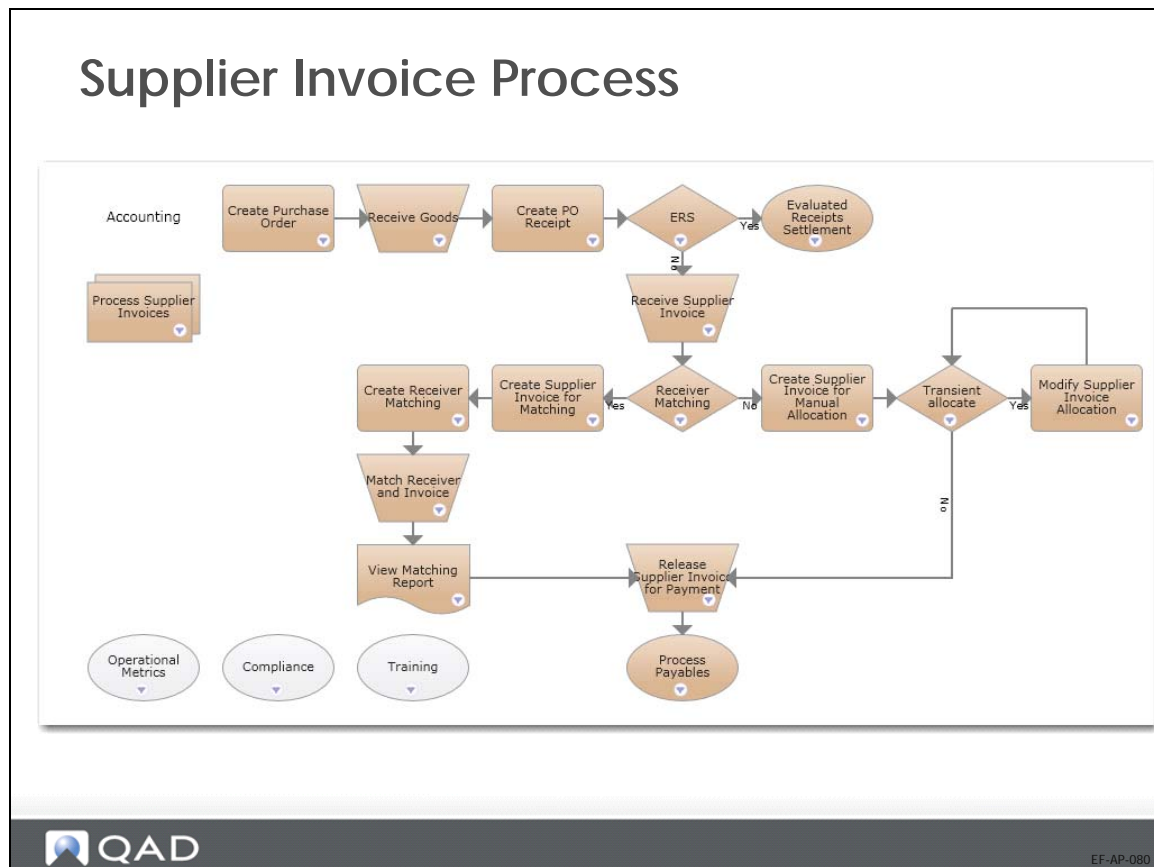 Supplier Invoice Process
Accounting
Create Purchase
Order
Receive Goods
Create PO
Receipt
ERS
Yes
Evaluated
Receipts
Settlement
No
Process Supplier
Invoices
Receive Supplier
Invoice
Create Receiver
Matching
Create Supplier
Invoice for
Matching
Yes
Receiver
Matching
No
Create Supplier
Invoice for
Manual
Allocation
Transient
allocate
Yes
Modify Supplier
Invoice
Allocation
Match Receiver
and Invoice
No
View Matching
Report
Release
Supplier Invoice
for Payment
Operational
Metrics
Compliance
Training
Process
Payables
QAD
EF-AP-080